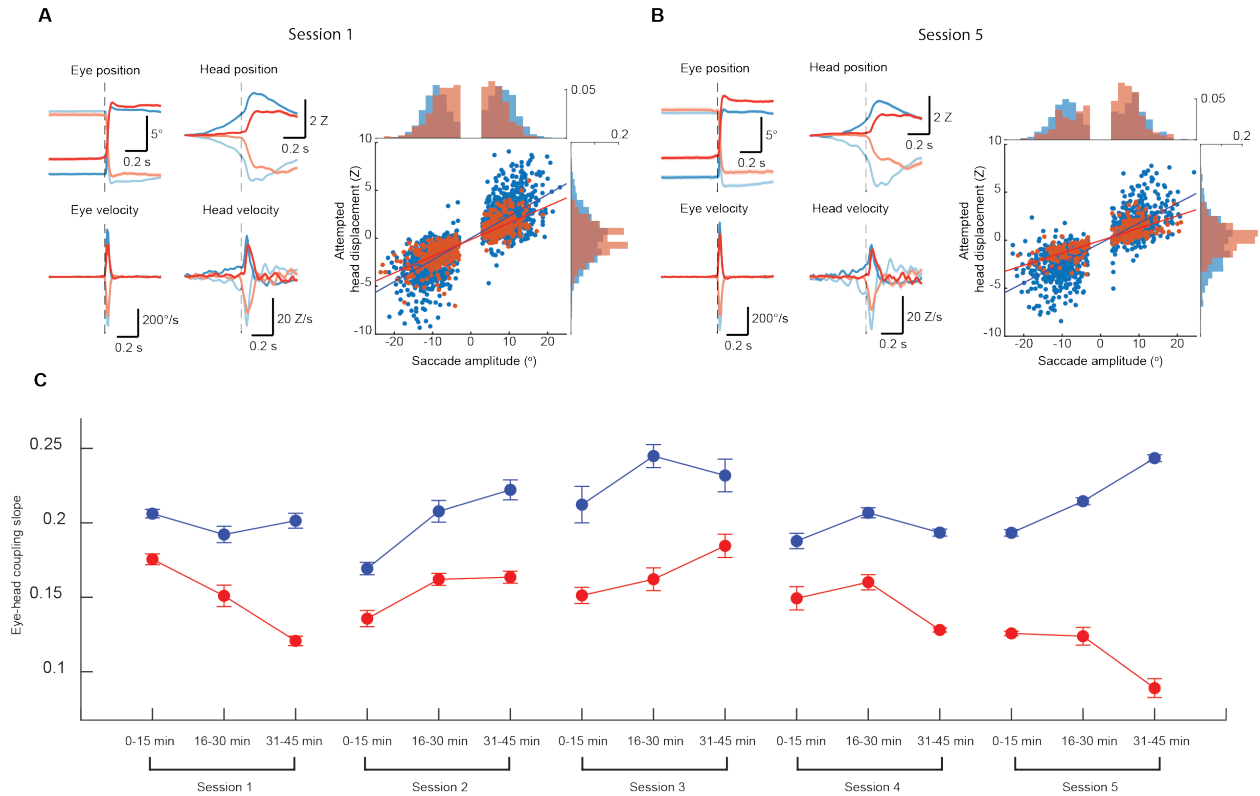 A
Session 1
Eye position
Head position
5°
0.2 s
2 Z
0.2 s
Eye velocity
Head velocity
200°/s
0.2 s
20 Z/s
0.2 s
0.05
0.2
10
5
0
-5
-10
Attempted
head displacement (Z)
-20
-10
0
10
20
Saccade amplitude (o)
B
Session 5
Eye position
Head position
5°
0.2 s
2 Z
0.2 s
Eye velocity
Head velocity
200°/s
0.2 s
20 Z/s
0.2 s
0.05
0.2
10
5
0
-5
-10
Attempted
head displacement (Z)
-20
-10
0
10
20
Saccade amplitude (o)
C
Eye-head coupling slope
0.25
0.2
0.15
0.1
0-15 min 16-30 min 31-45 min 0-15 min 16-30 min 31-45 min 0-15 min 16-30 min 31-45 min 0-15 min 16-30 min 31-45 min 0-15 min 16-30 min 31-45 min
Session 1 Session 2 Session 3 Session 4 Session 5